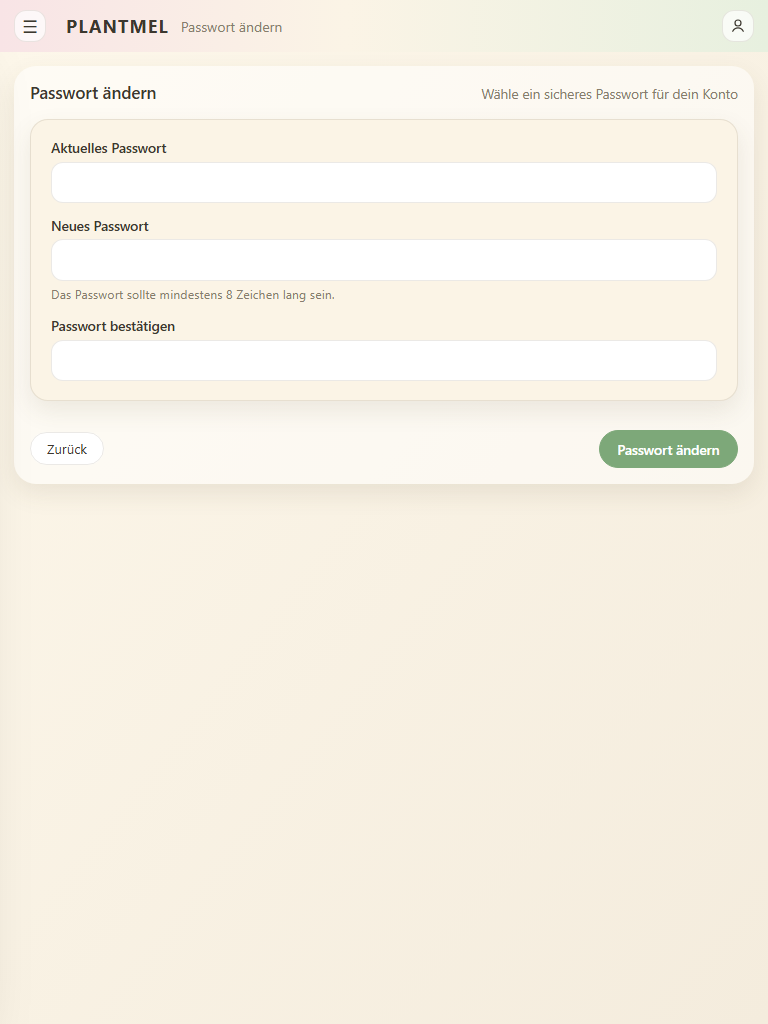 PLANTMEL Passwort ändern
Passwort ändern Wähle ein sicheres Passwort für dein Konto
Aktuelles Passwort
Neues Passwort
Das Passwort sollte mindestens 8 Zeichen lang sein.
Passwort bestätigen
Zurück Passwort ändern